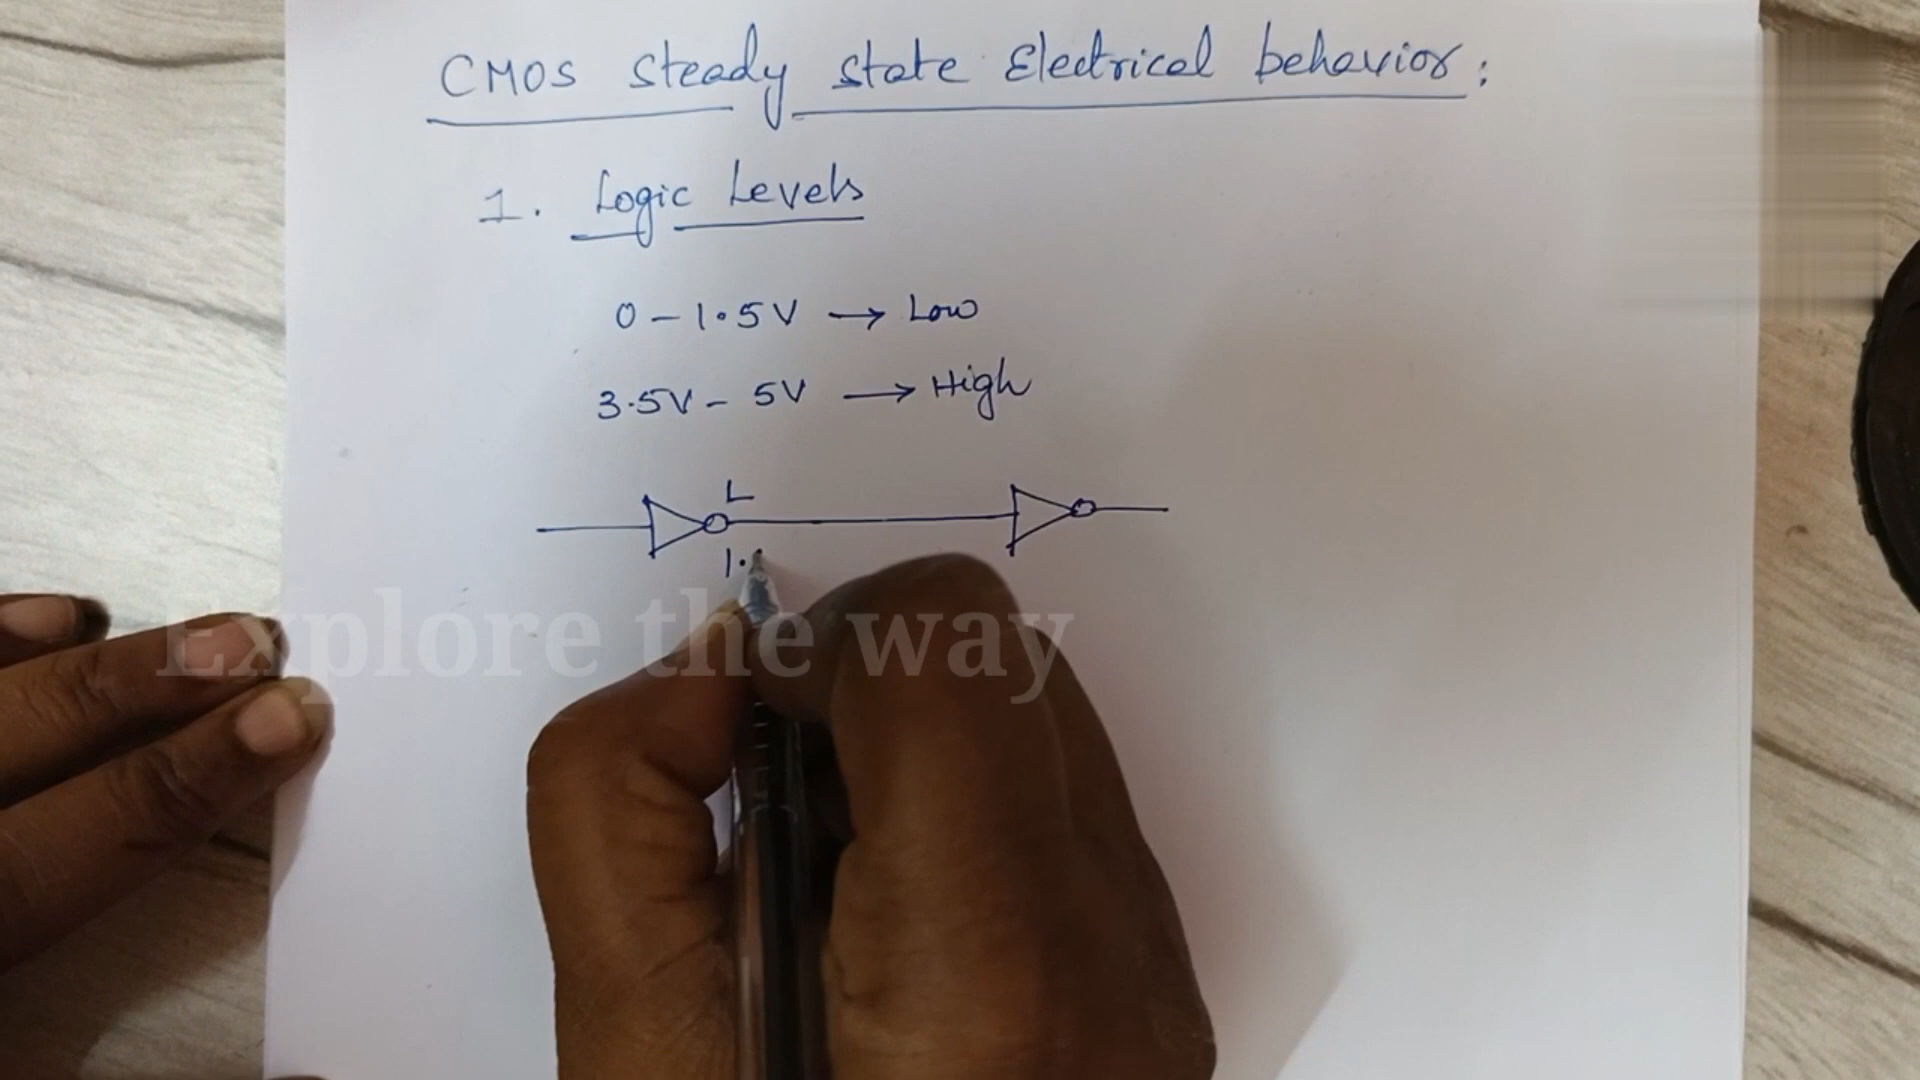 CMOS Steady state Electrical behavior:
1. Logic Levels
0 - 1.5V → Low
3.5V - 5V → High
L
1.
Explore the way